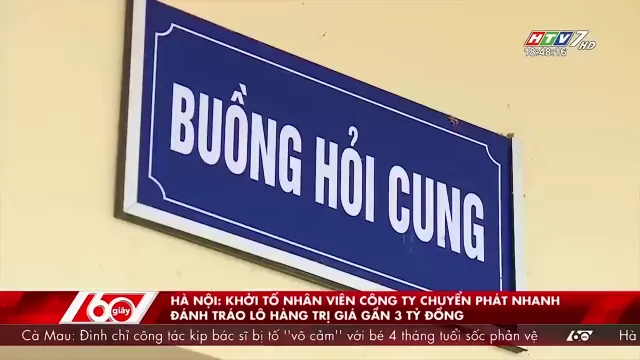 HTV7HD
18:48:16
BUỒNG HỎI CUNG
60 giây
HÀ NỘI: KHỞI TỐ NHÂN VIÊN CÔNG TY CHUYỂN PHÁT NHANH
ĐÁNH TRÁO LÔ HÀNG TRỊ GIÁ GẦN 3 TỶ ĐỒNG
Cà Mau: Đình chỉ công tác kíp bác sĩ bị tố "vô cảm" với bé 4 tháng tuổi sốc phản vệ 60 giây Hà